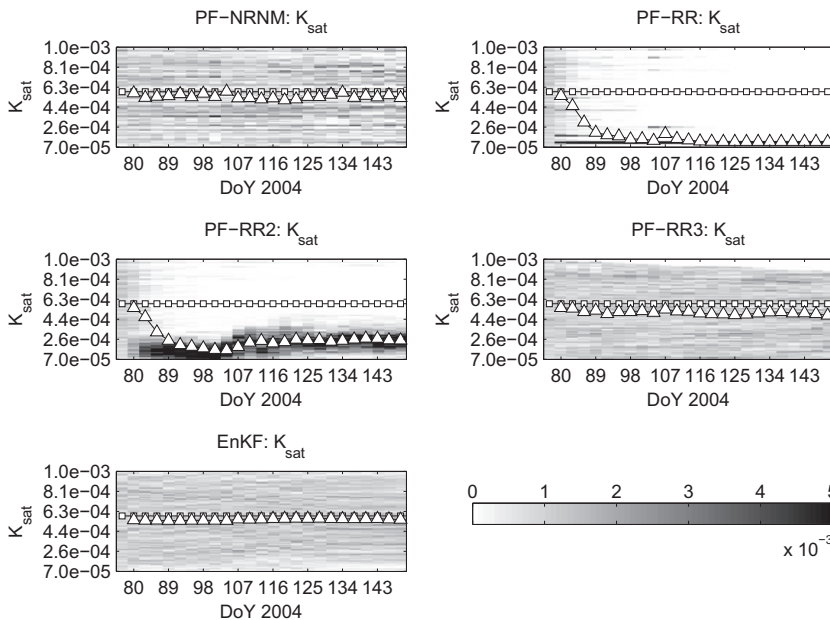 PF−NRNM: K_sat
1.0e−03
8.1e−04
6.3e−04
4.4e−04
2.6e−04
7.0e−05
K_sat
80 89 98 107 116 125 134 143
DoY 2004
PF−RR: K_sat
1.0e−03
8.1e−04
6.3e−04
4.4e−04
2.6e−04
7.0e−05
K_sat
80 89 98 107 116 125 134 143
DoY 2004
PF−RR2: K_sat
1.0e−03
8.1e−04
6.3e−04
4.4e−04
2.6e−04
7.0e−05
K_sat
80 89 98 107 116 125 134 143
DoY 2004
PF−RR3: K_sat
1.0e−03
8.1e−04
6.3e−04
4.4e−04
2.6e−04
7.0e−05
K_sat
80 89 98 107 116 125 134 143
DoY 2004
EnKF: K_sat
1.0e−03
8.1e−04
6.3e−04
4.4e−04
2.6e−04
7.0e−05
K_sat
80 89 98 107 116 125 134 143
DoY 2004
0 1 2 3 4 5